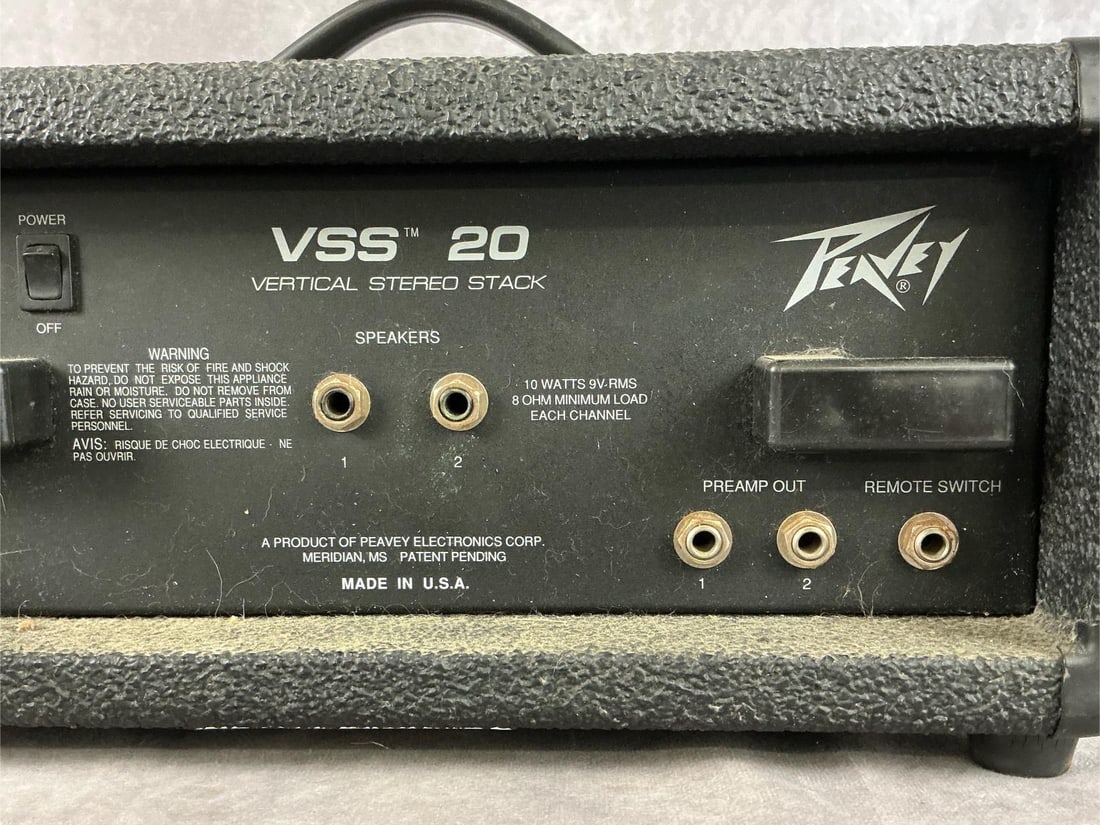 POWER
OFF
VSS™ 20
VERTICAL STEREO STACK
PEAVEY®
SPEAKERS
1
2
10 WATTS 9V-RMS
8 OHM MINIMUM LOAD
EACH CHANNEL
WARNING
TO PREVENT THE RISK OF FIRE AND SHOCK
HAZARD, DO NOT EXPOSE THIS APPLIANCE
RAIN OR MOISTURE. DO NOT REMOVE FROM
CASE. NO USER SERVICEABLE PARTS INSIDE.
REFER SERVICING TO QUALIFIED SERVICE
PERSONNEL.
AVIS: RISQUE DE CHOC ELECTRIQUE - NE
PAS OUVRIR.
PREAMP OUT
1
2
REMOTE SWITCH
A PRODUCT OF PEAVEY ELECTRONICS CORP.
MERIDIAN, MS PATENT PENDING
MADE IN U.S.A.